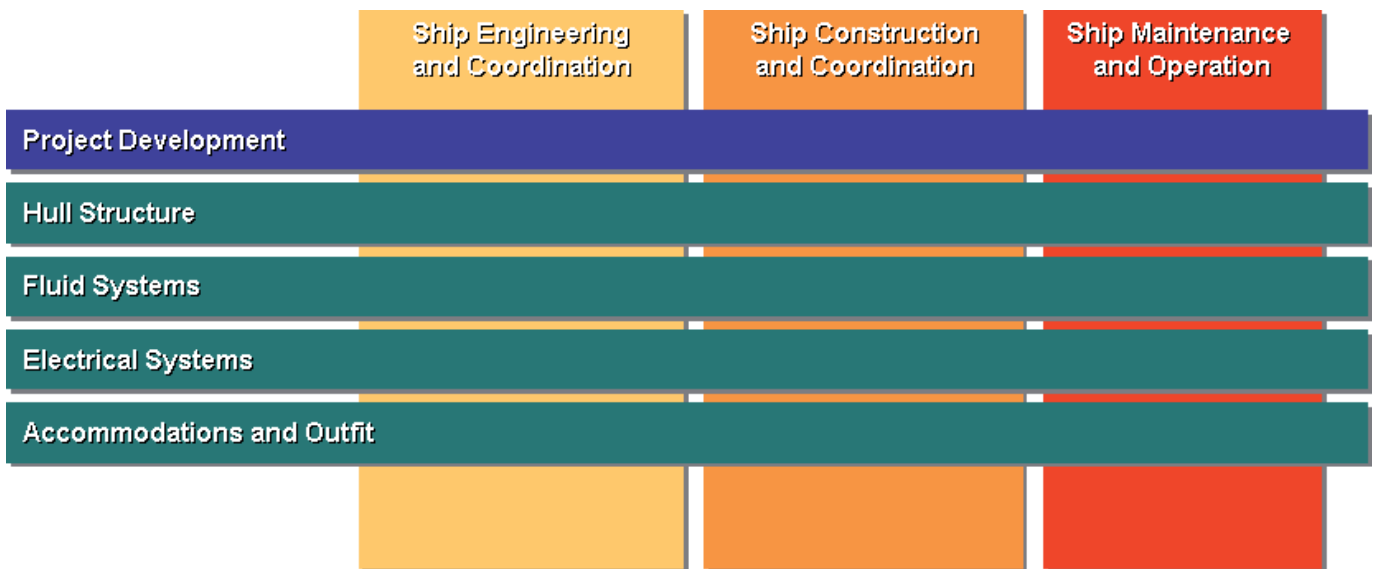 Ship Engineering
and Coordination
Ship Construction
and Coordination
Ship Maintenance
and Operation
Project Development
Hull Structure
Fluid Systems
Electrical Systems
Accommodations and Outfit